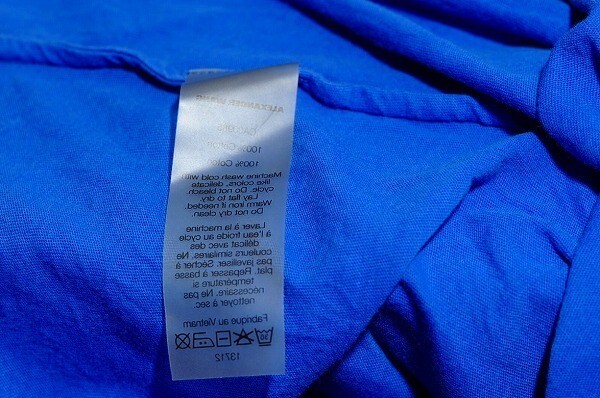 ALEXANDER WANG
100% Cotton
100% Coton
Machine wash cold with
like colors, delicate
cycle. Do not bleach.
Lay flat to dry.
Warm iron if needed.
Do not dry clean.
Laver à la machine
à l'eau froide au cycle
délicat avec des
couleurs similaires. Ne
pas javeliser. Sécher à
plat. Repasser à basse
température si
nécessaire. Ne pas
nettoyer à sec.
Fabrique au Vietnam
30
13712